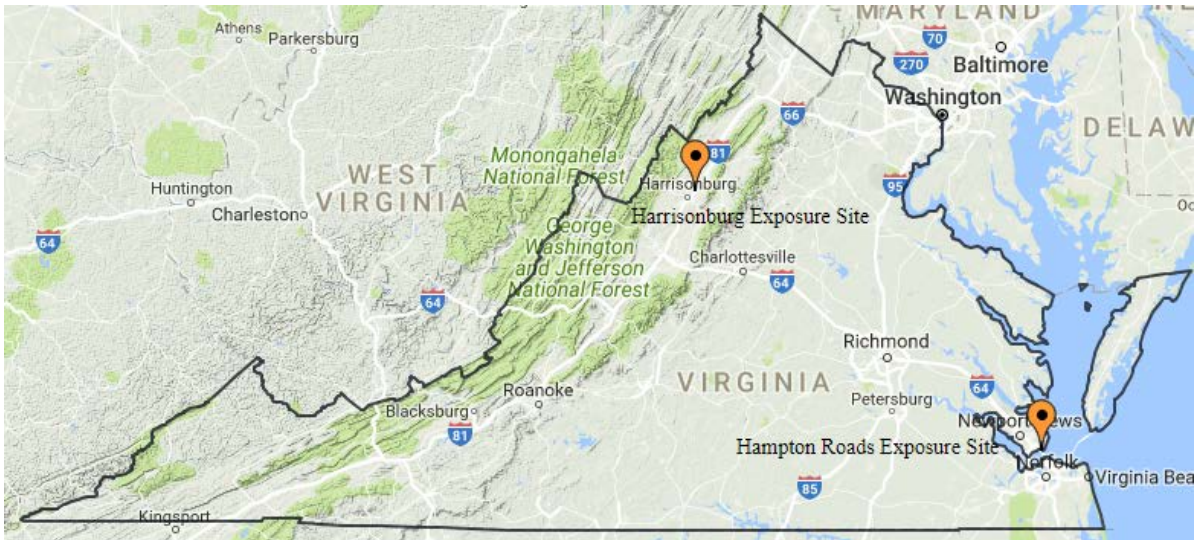 MARYLAND
Athens
Parkersburg
70
270
Baltimore
Washington
66
DELAW
81
Monongahela
National Forest
WEST
VIRGINIA
Huntington
Charleston
Harrisonburg
95
Harrisonburg Exposure Site
64
George
Washington
and Jefferson
National Forest
Charlottesville
64
64
Richmond
VIRGINIA
64
Roanoke
Blacksburg
Petersburg
81
Newport News
Hampton Roads Exposure Site
Norfolk
Virginia Bea
85
Kingsport